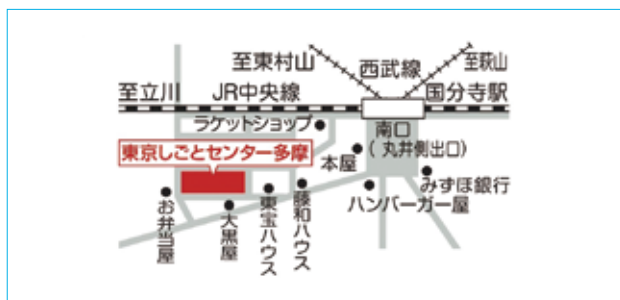 至東村山
西武線
至萩山
至立川
JR中央線
国分寺駅
ラケットショップ
南口
(丸井側出口)
東京しごとセンター多摩
本屋
みずほ銀行
ハンバーガー屋
お弁当屋
大黒屋
東宝ハウス
藤和ハウス